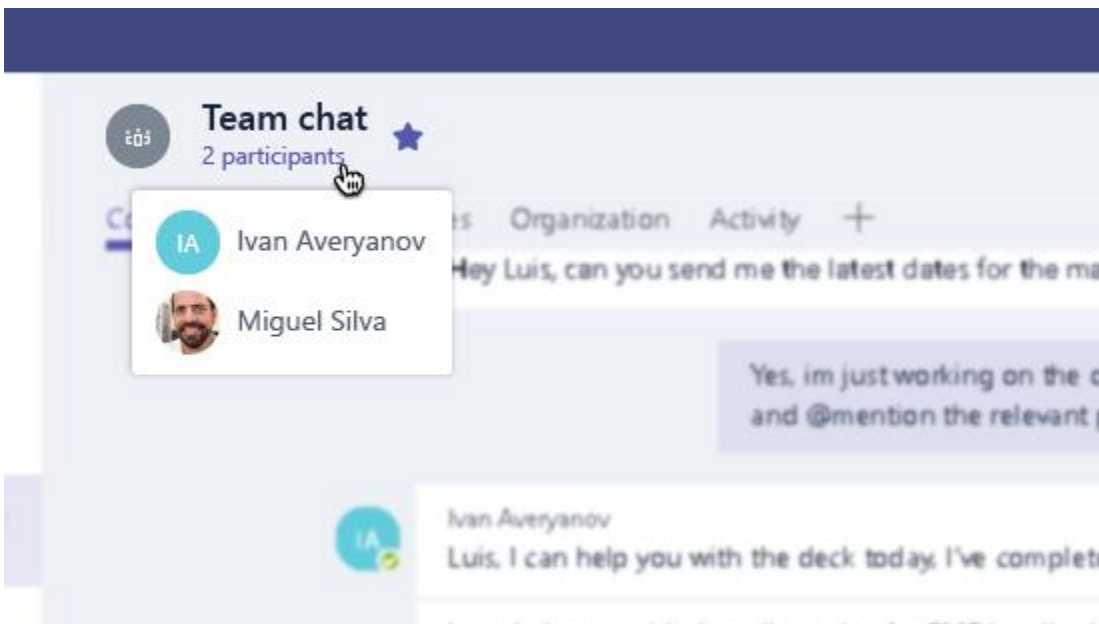 Team chat
2 participants
Organization Activity
IA Ivan Averyanov
Hey Luis, can you send me the latest dates for the
Miguel Silva
Yes, im just working on the
and @mention the relevant
IA
Ivan Averyanov
Luis, I can help you with the deck today, I've